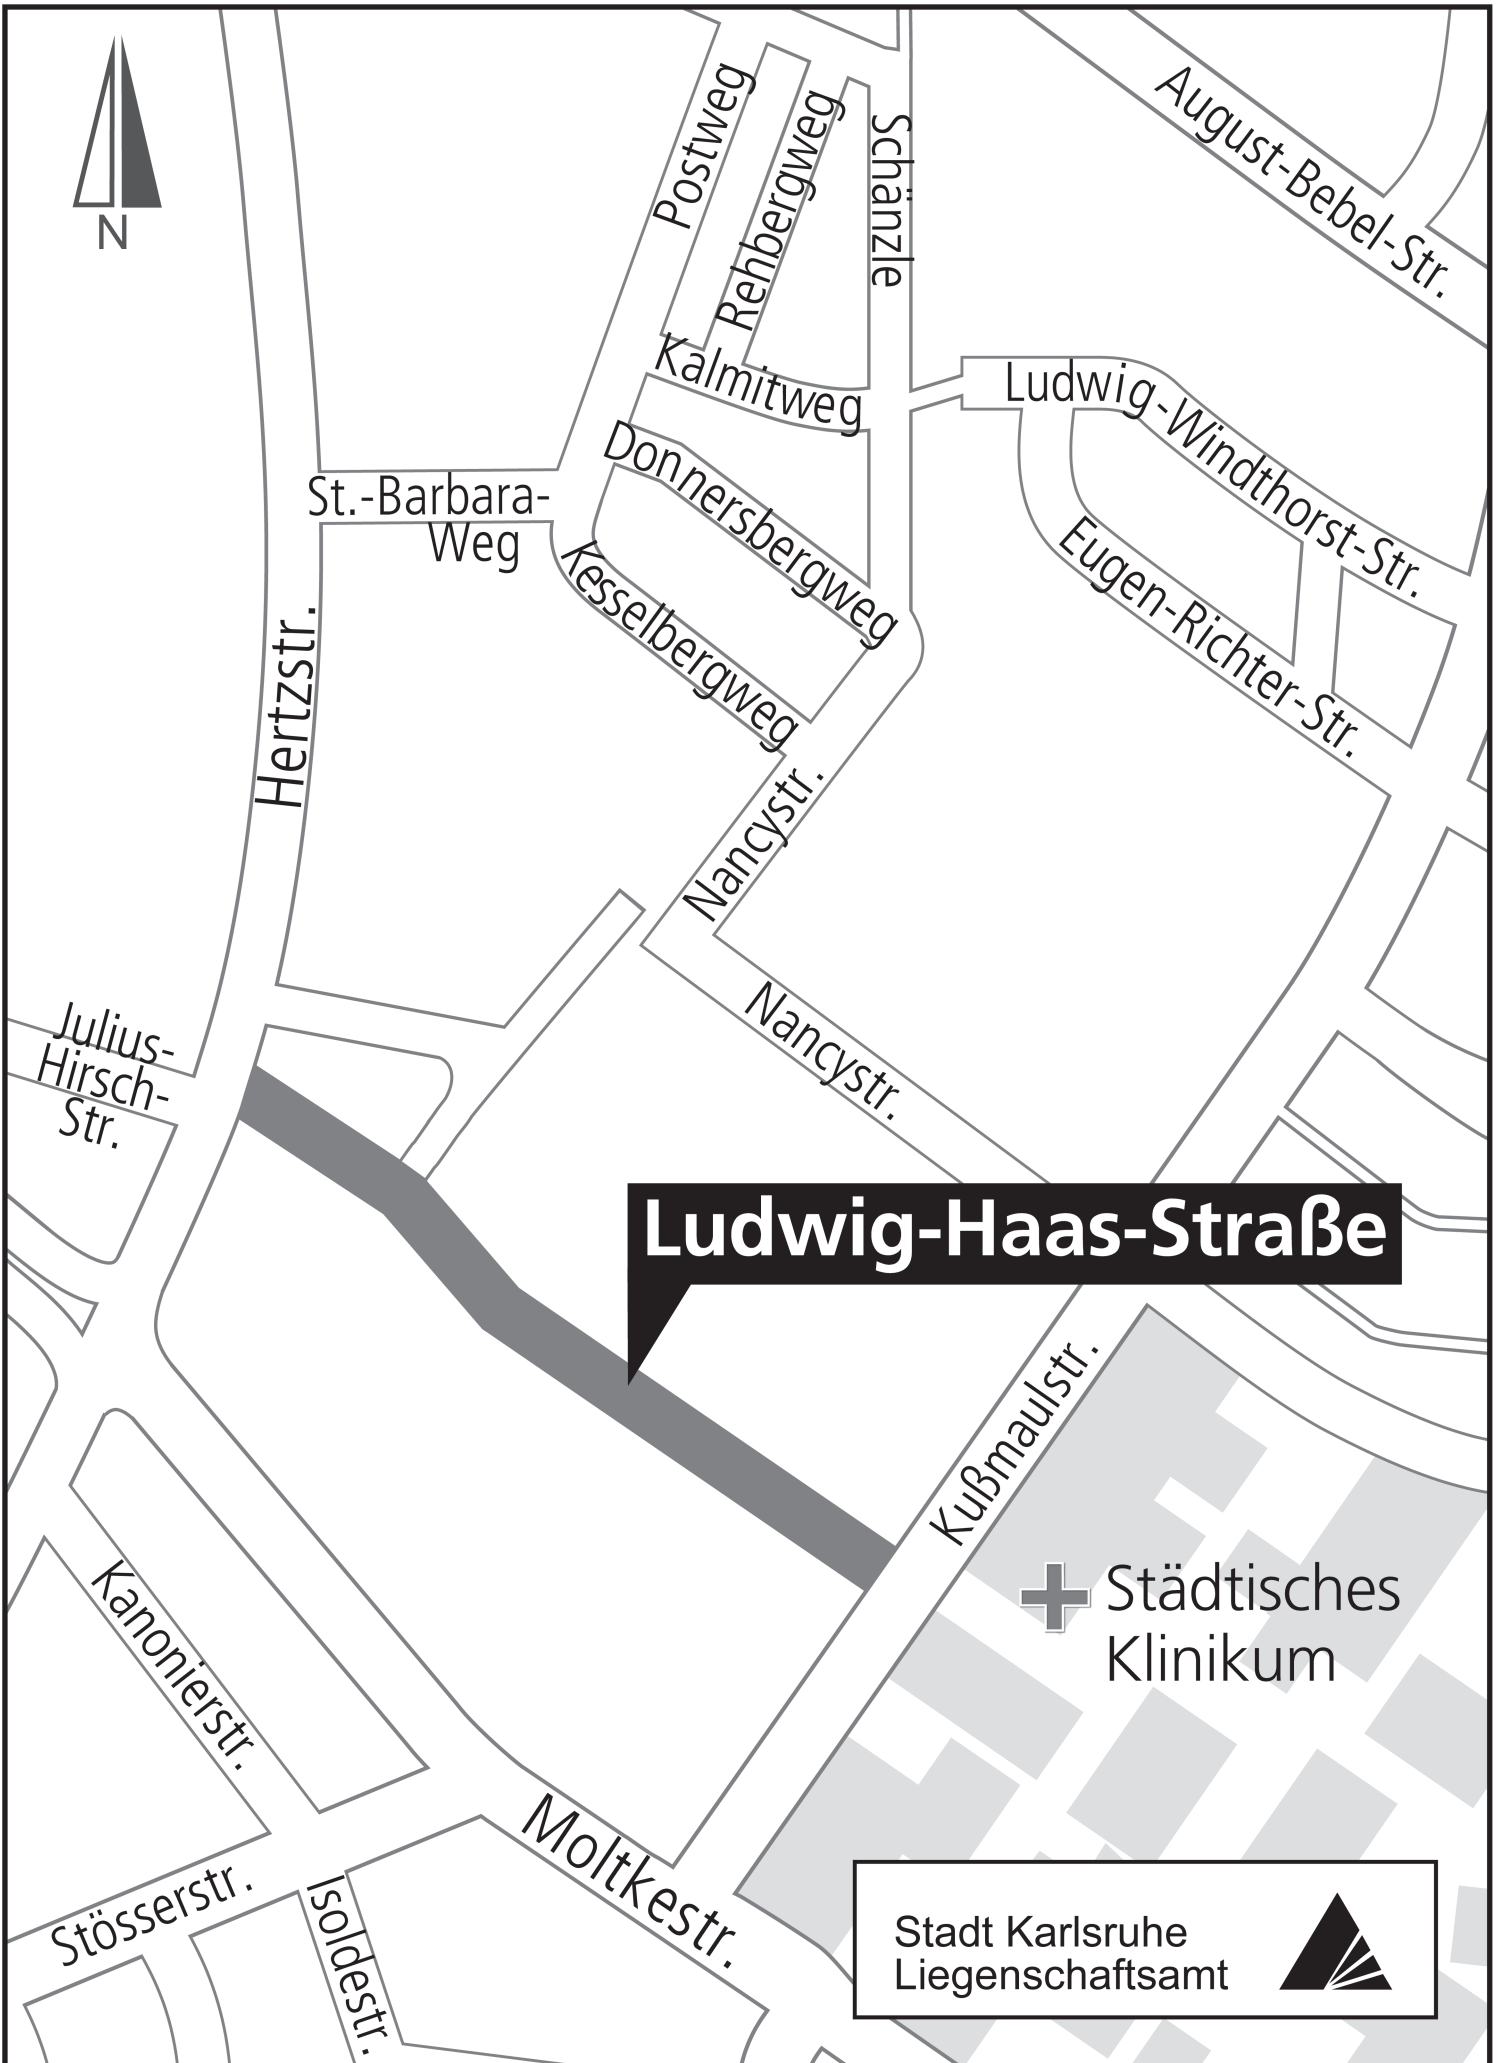 N
Postweg
Rehbergweg
Schänzle
August-Bebel-Str.
Kalmitweg
Ludwig-Windthorst-Str.
Donnersbergweg
St.-Barbara-
Weg
Kesselbergweg
Eugen-Richter-Str.
Hertzstr.
Nancystr.
Nancystr.
Julius-
Hirsch-
Str.
Ludwig-Haas-Straße
Kußmaulstr.
Städtisches
Klinikum
Kanonierstr.
Moltkestr.
Stösserstr.
Isoldestr.
Stadt Karlsruhe
Liegenschaftsamt